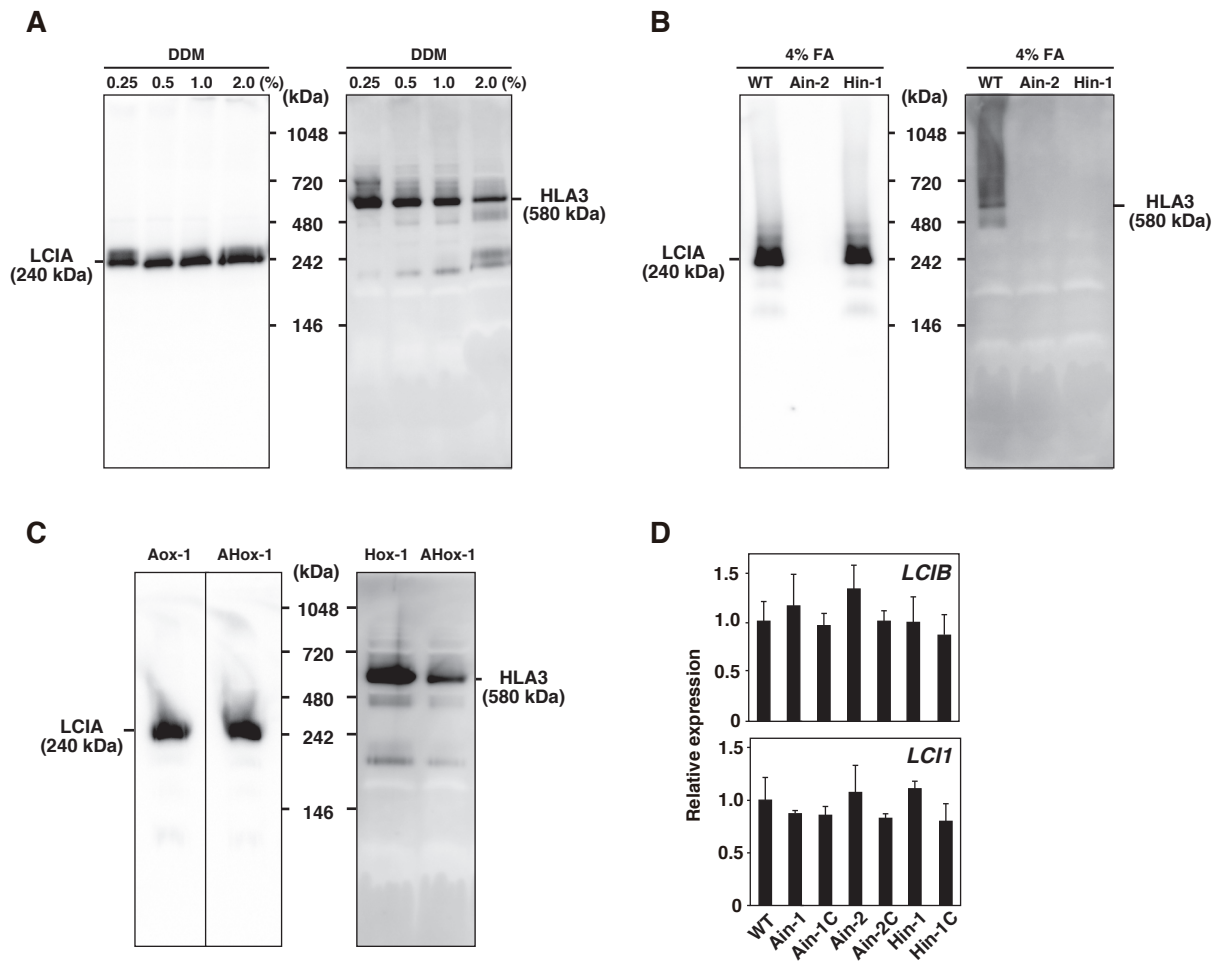 A
DDM
0.25 0.5 1.0 2.0 (%)
(kDa)
1048
720
480
242
146
LCIA
(240 kDa)
DDM
0.25 0.5 1.0 2.0 (%)
HLA3
(580 kDa)
B
4% FA
WT Ain-2 Hin-1
(kDa)
1048
720
480
242
146
LCIA
(240 kDa)
4% FA
WT Ain-2 Hin-1
HLA3
(580 kDa)
C
Aox-1 AHox-1
(kDa)
1048
720
480
242
146
LCIA
(240 kDa)
Hox-1 AHox-1
HLA3
(580 kDa)
D
Relative expression
LCIB
1.5
1.0
0.5
0
LCI1
1.5
1.0
0.5
0
WT Ain-1 Ain-1C Ain-2 Ain-2C Hin-1 Hin-1C